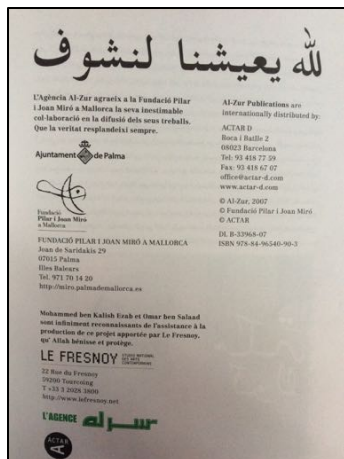 لله يعيشنا لنشوف
L'Agència Al-Zur agraeix a la Fundació Pilar
i Joan Miró a Mallorca la seva inestimable
col·laboració en la difusió dels seus treballs.
Que la veritat resplandeixi sempre.
Ajuntament de Palma
Fundació
Pilar i Joan Miró
a Mallorca
FUNDACIÓ PILAR I JOAN MIRÓ A MALLORCA
Joan de Saridakis 29
07015 Palma
Illes Balears
Tel. 971 70 14 20
http://miro.palmademallorca.es
Mohammed ben Kalish Ezab et Omar ben Salaad
sont infiniment reconnaissants de l'assistance à la
production de ce projet apportée par Le Fresnoy,
qu' Allah bénisse et protège.
LE FRESNOY STUDIO NATIONAL
DES ARTS
CONTEMPORAINS
22 Rue du Fresnoy
59200 Tourcoing
T +33 3 2028 3800
http://www.lefresnoy.net
L'AGENCE
ACTAR
A
Al-Zur Publications are
internationally distributed by:
ACTAR D
Roca i Batlle 2
08023 Barcelona
Tel: 93 418 77 59
Fax: 93 418 67 07
office@actar-d.com
www.actar-d.com
© Al-Zur, 2007
© Fundació Pilar i Joan Miró
© ACTAR
DL B-33968-07
ISBN 978-84-96540-90-3